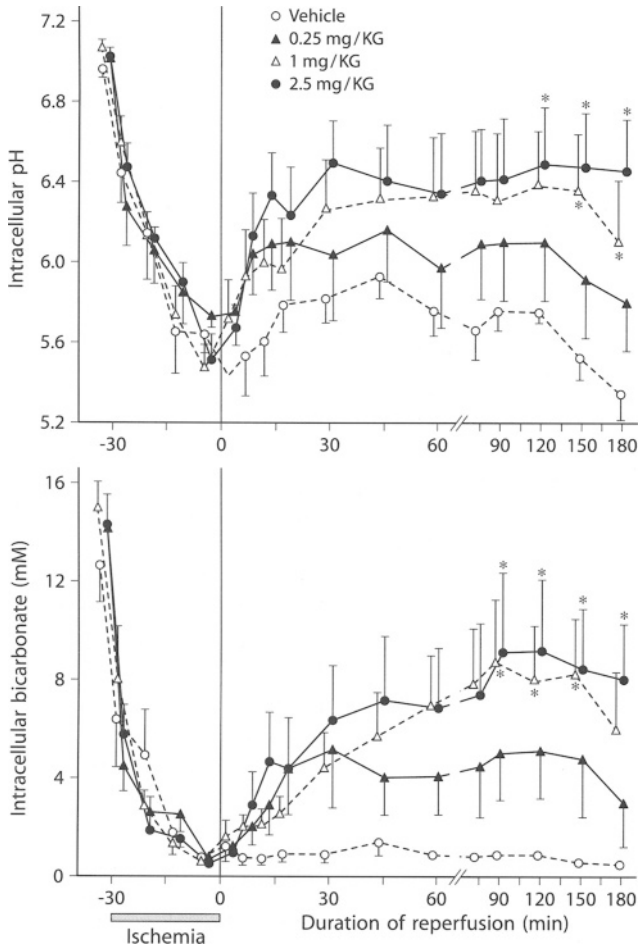 Vehicle
0.25 mg/KG
1 mg/KG
2.5 mg/KG
Intracellular pH
7.2
6.8
6.4
6.0
5.6
5.2
* * *
* *
-30 0 30 60 90 120 150 180
Intracellular bicarbonate (mM)
16
12
8
4
0
* * * *
* * *
-30 0 30 60 90 120 150 180
Ischemia
Duration of reperfusion (min)